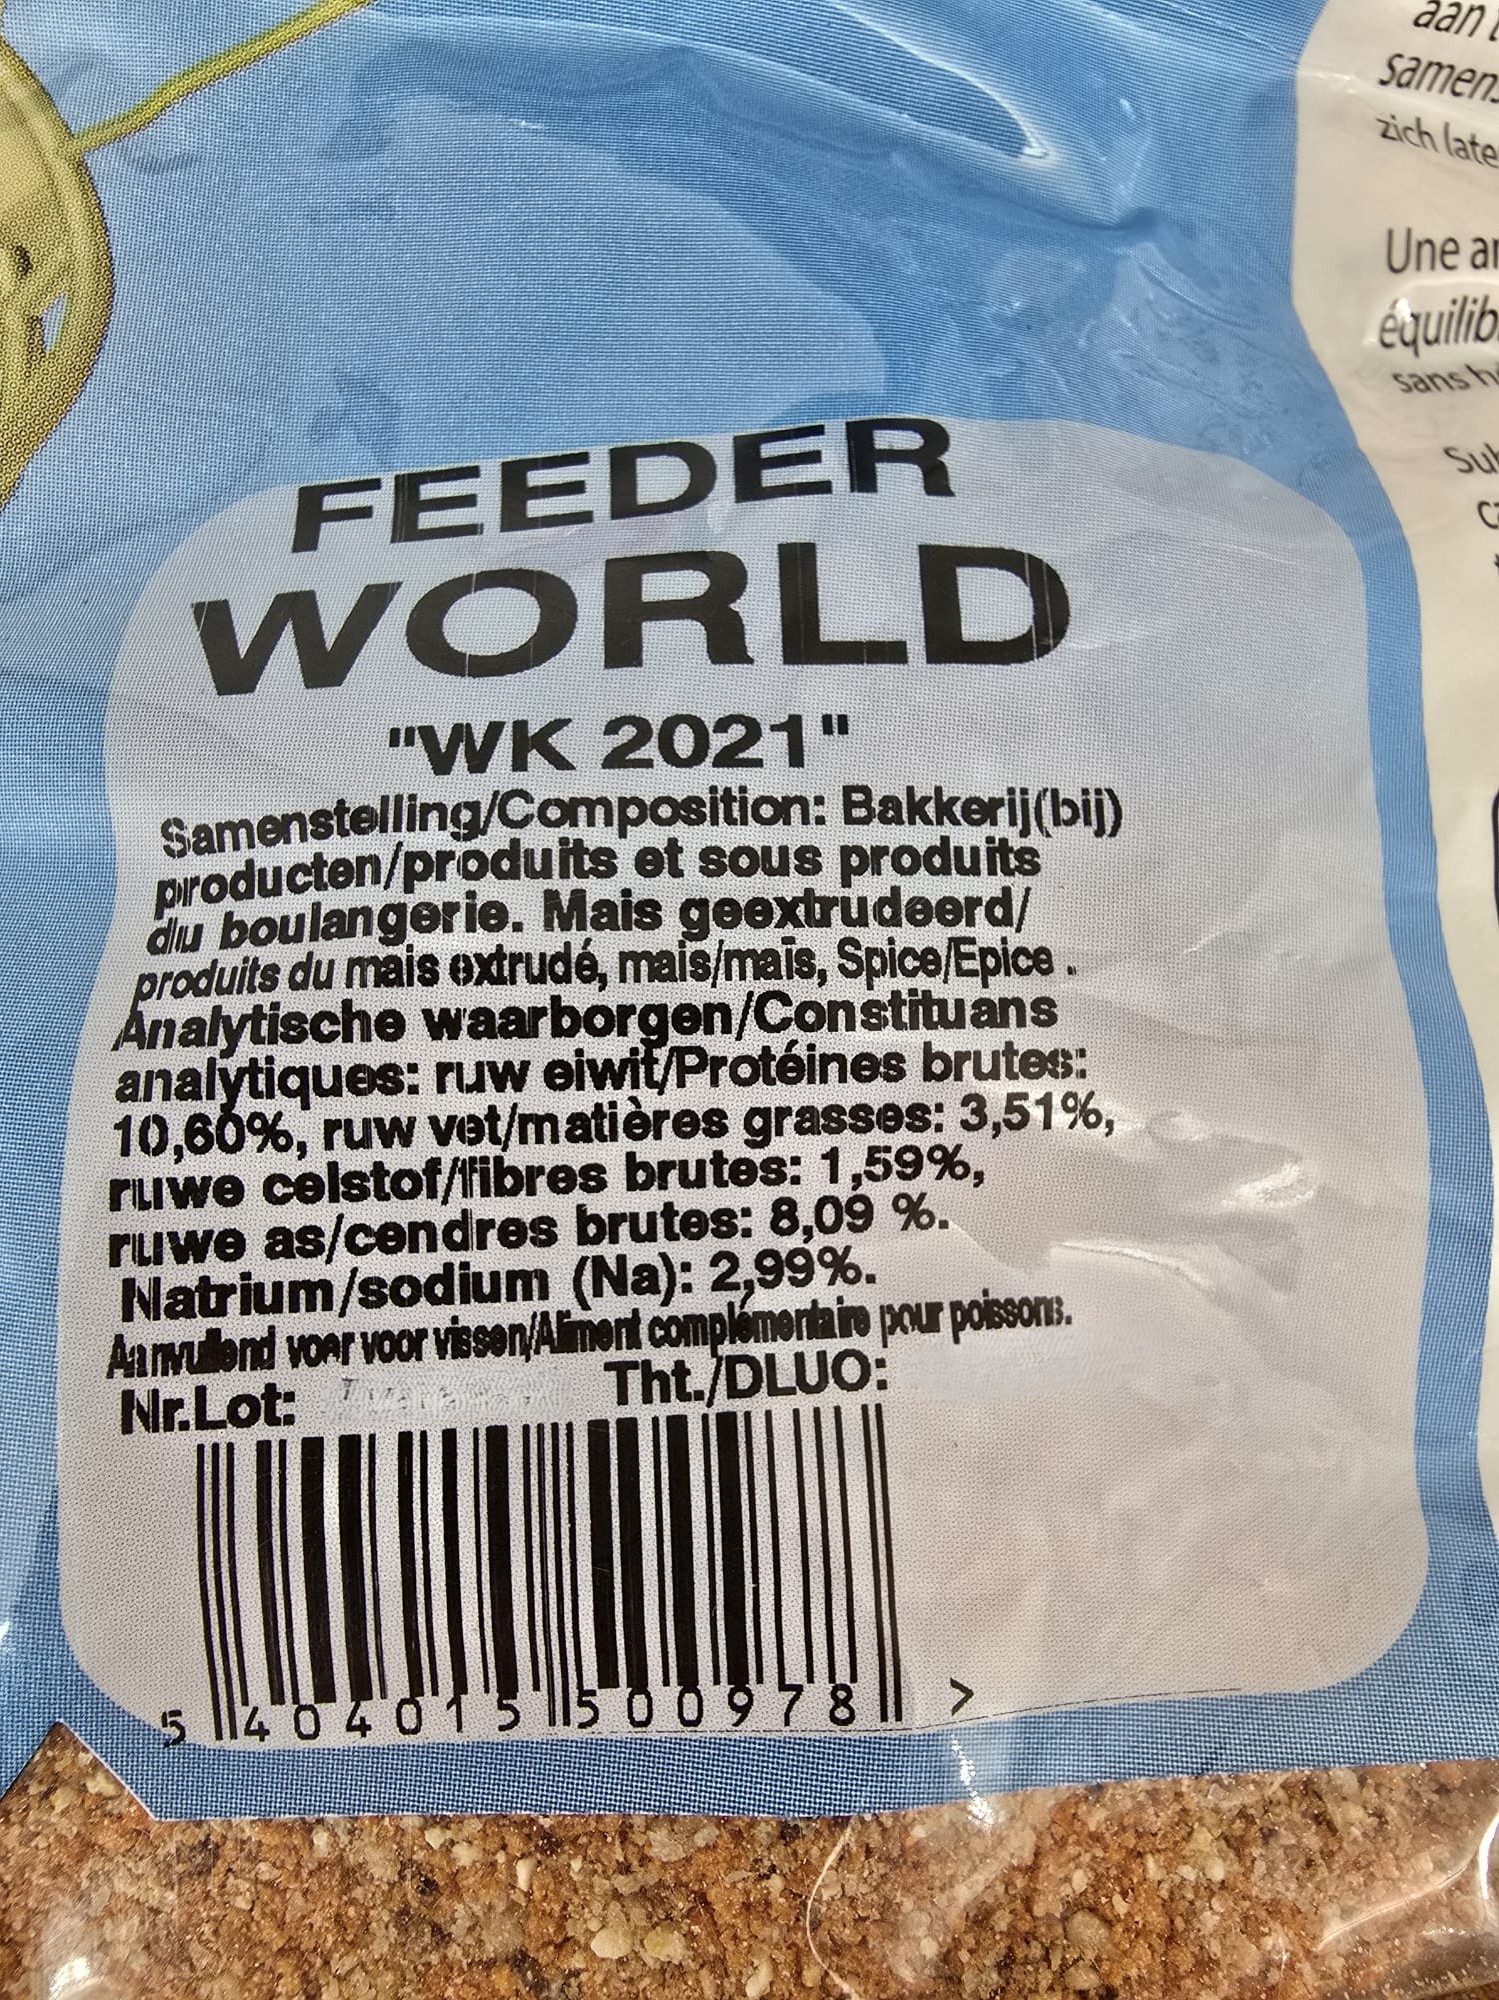 FEEDER
WORLD
"WK 2021"
Samenstelling/Composition: Bakkerij(bij)
producten/produits et sous produits
du boulangerie. Mais geextrudeerd/
produits du mais extrudé, mais/maïs, Spice/Epice .
Analytische waarborgen/Constituans
analytiques: ruw eiwit/Protéines brutes:
10,60%, ruw vet/matières grasses: 3,51%,
ruwe celstof/fibres brutes: 1,59%,
ruwe as/cendres brutes: 8,09 %.
Natrium/sodium (Na): 2,99%.
Aanvullend voer voor vissen/Aliment complémentaire pour poissons.
Nr.Lot: Tht./DLUO:
5 404015 500978 >
aan
samen
zich
Une
sans